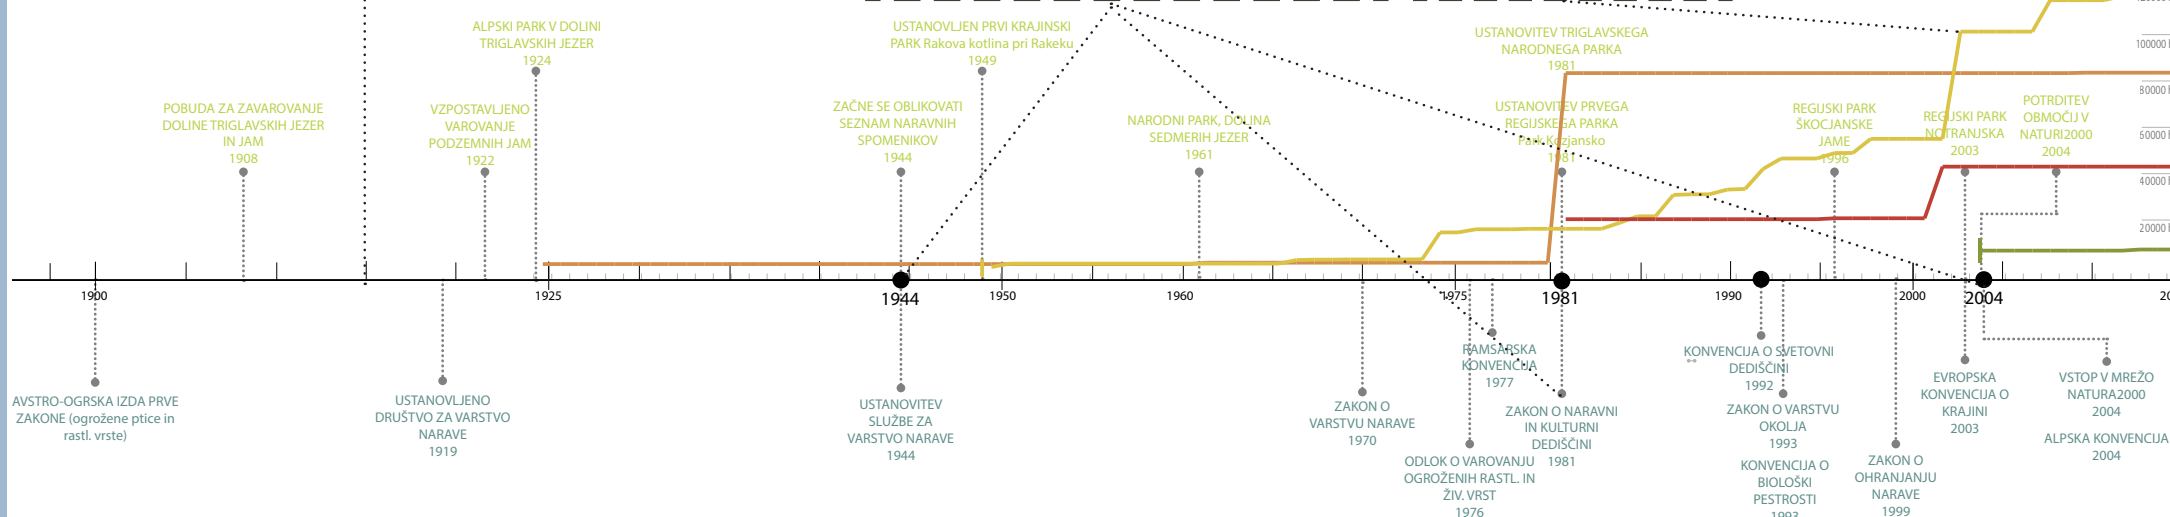 ALPSKI PARK V DOLINI
TRIGLAVSKIH JEZER
1924
USTANOVLJEN PRVI KRAJINSKI
PARK Rakova kotlina pri Rakeku
1949
USTANOVITEV TRIGLAVSKEGA
NARODNEGA PARKA
1981
POBUDA ZA ZAVAROVANJE
DOLINE TRIGLAVSKIH JEZER
IN JAM
1908
VZPOSTAVLJENO
VAROVANJE
PODZEMNIH JAM
1922
ZAČNE SE OBLIKOVATI
SEZNAM NARAVNIH
SPOMENIKOV
1944
NARODNI PARK, DOLINA
SEDMERIH JEZER
1961
USTANOVITEV PRVEGA
REGIJSKEGA PARKA
Park Kozjansko
1981
REGIJSKI PARK
ŠKOCJANSKE
JAME
1996
REGIJSKI PARK
NOTRANJSKA
2003
POTRDITEV
OBMOČIJ V
NATURI2000
2004
100000
80000
60000
40000
20000
1900
1925
1944
1950
1960
1975
1981
1990
2000
2004
20
AVSTRO-OGRSKA IZDA PRVE
ZAKONE (ogrožene ptice in
rastl. vrste)
USTANOVLJENO
DRUŠTVO ZA VARSTVO
NARAVE
1919
USTANOVITEV
SLUŽBE ZA
VARSTVO NARAVE
1944
ZAKON O
VARSTVU NARAVE
1970
RAMSARSKA
KONVENCIJA
1977
ODLOK O VAROVANJU
OGROŽENIH RASTL. IN
ŽIV. VRST
1976
ZAKON O NARAVNI
IN KULTURNI
DEDIŠČINI
1981
KONVENCIJA O SVETOVNI
DEDIŠČINI
1992
ZAKON O VARSTVU
OKOLJA
1993
KONVENCIJA O
BIOLOŠKI
PESTROSTI
1993
ZAKON O
OHRANJANJU
NARAVE
1999
EVROPSKA
KONVENCIJA O
KRAJINI
2003
VSTOP V MREŽO
NATURA2000
2004
ALPSKA KONVENCIJA
2004